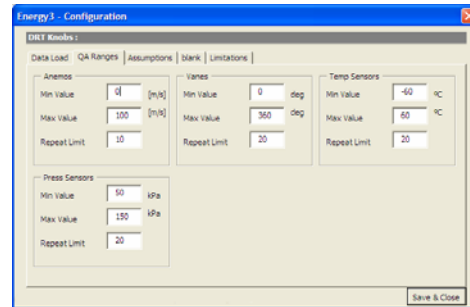 Energy3 - Configuration
DRT Knobs :
Data Load QA Ranges Assumptions blank Limitations
Anemos
Min Value 0 [m/s]
Max Value 100 [m/s]
Repeat Limit 10
Vanes
Min Value 0 deg
Max Value 360 deg
Repeat Limit 20
Temp Sensors
Min Value -60 ºC
Max Value 60 ºC
Repeat Limit 20
Press Sensors
Min Value 50 kPa
Max Value 150 kPa
Repeat Limit 20
Save & Close